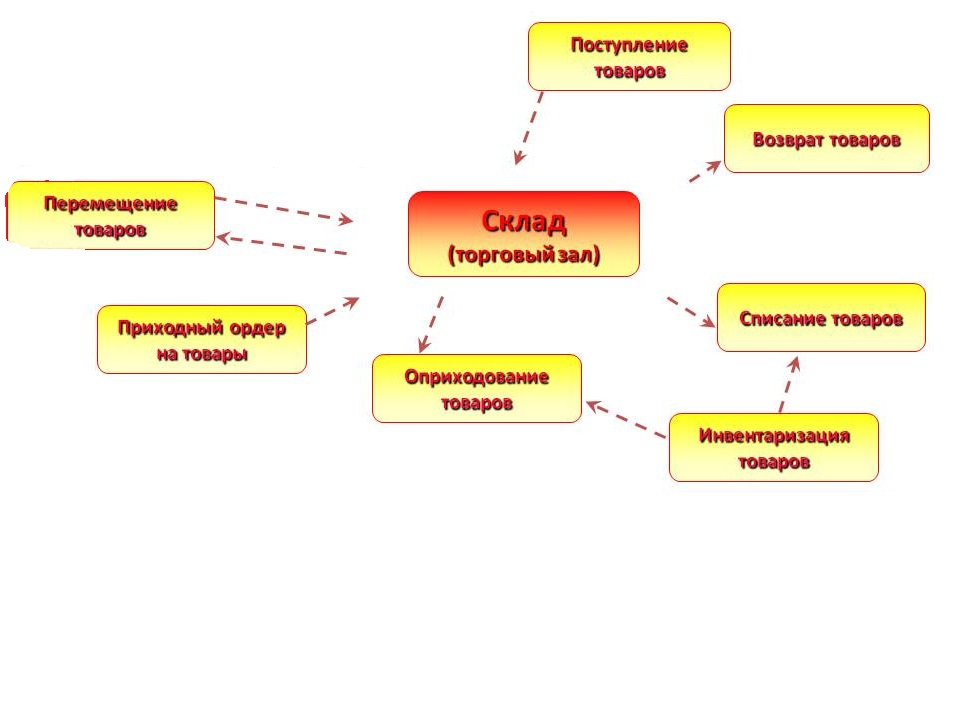 Поступление
товаров
Возврат товаров
Перемещение
товаров
Склад
(торговый зал)
Списание товаров
Приходный ордер
на товары
Оприходование
товаров
Инвентаризация
товаров